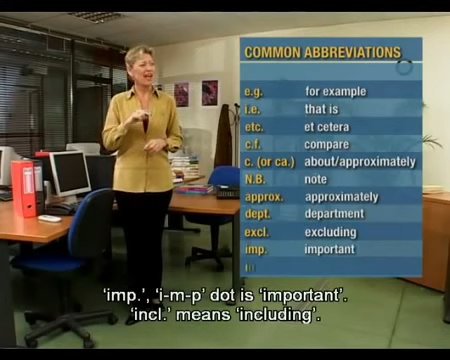 COMMON ABBREVIATIONS
e.g. for example
i.e. that is
etc. et cetera
c.f. compare
c. (or ca.) about/approximately
N.B. note
approx. approximately
dept. department
excl. excluding
imp. important
'imp.', 'i-m-p' dot is 'important'.
'incl.' means 'including'.